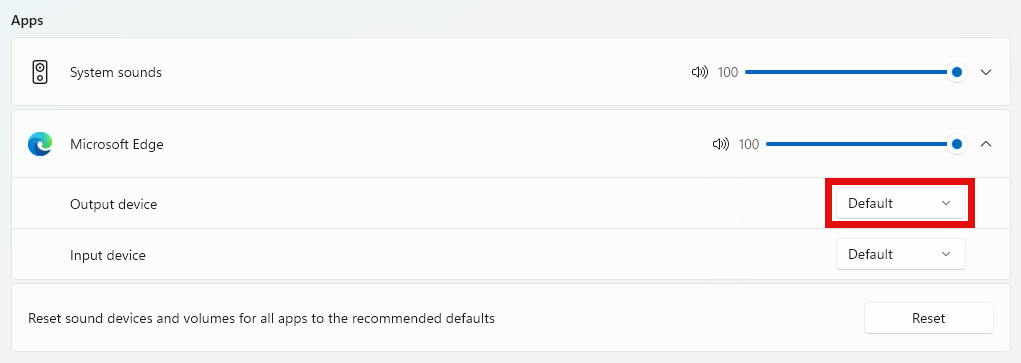 Apps
System sounds 100
Microsoft Edge 100
Output device Default
Input device Default
Reset sound devices and volumes for all apps to the recommended defaults Reset